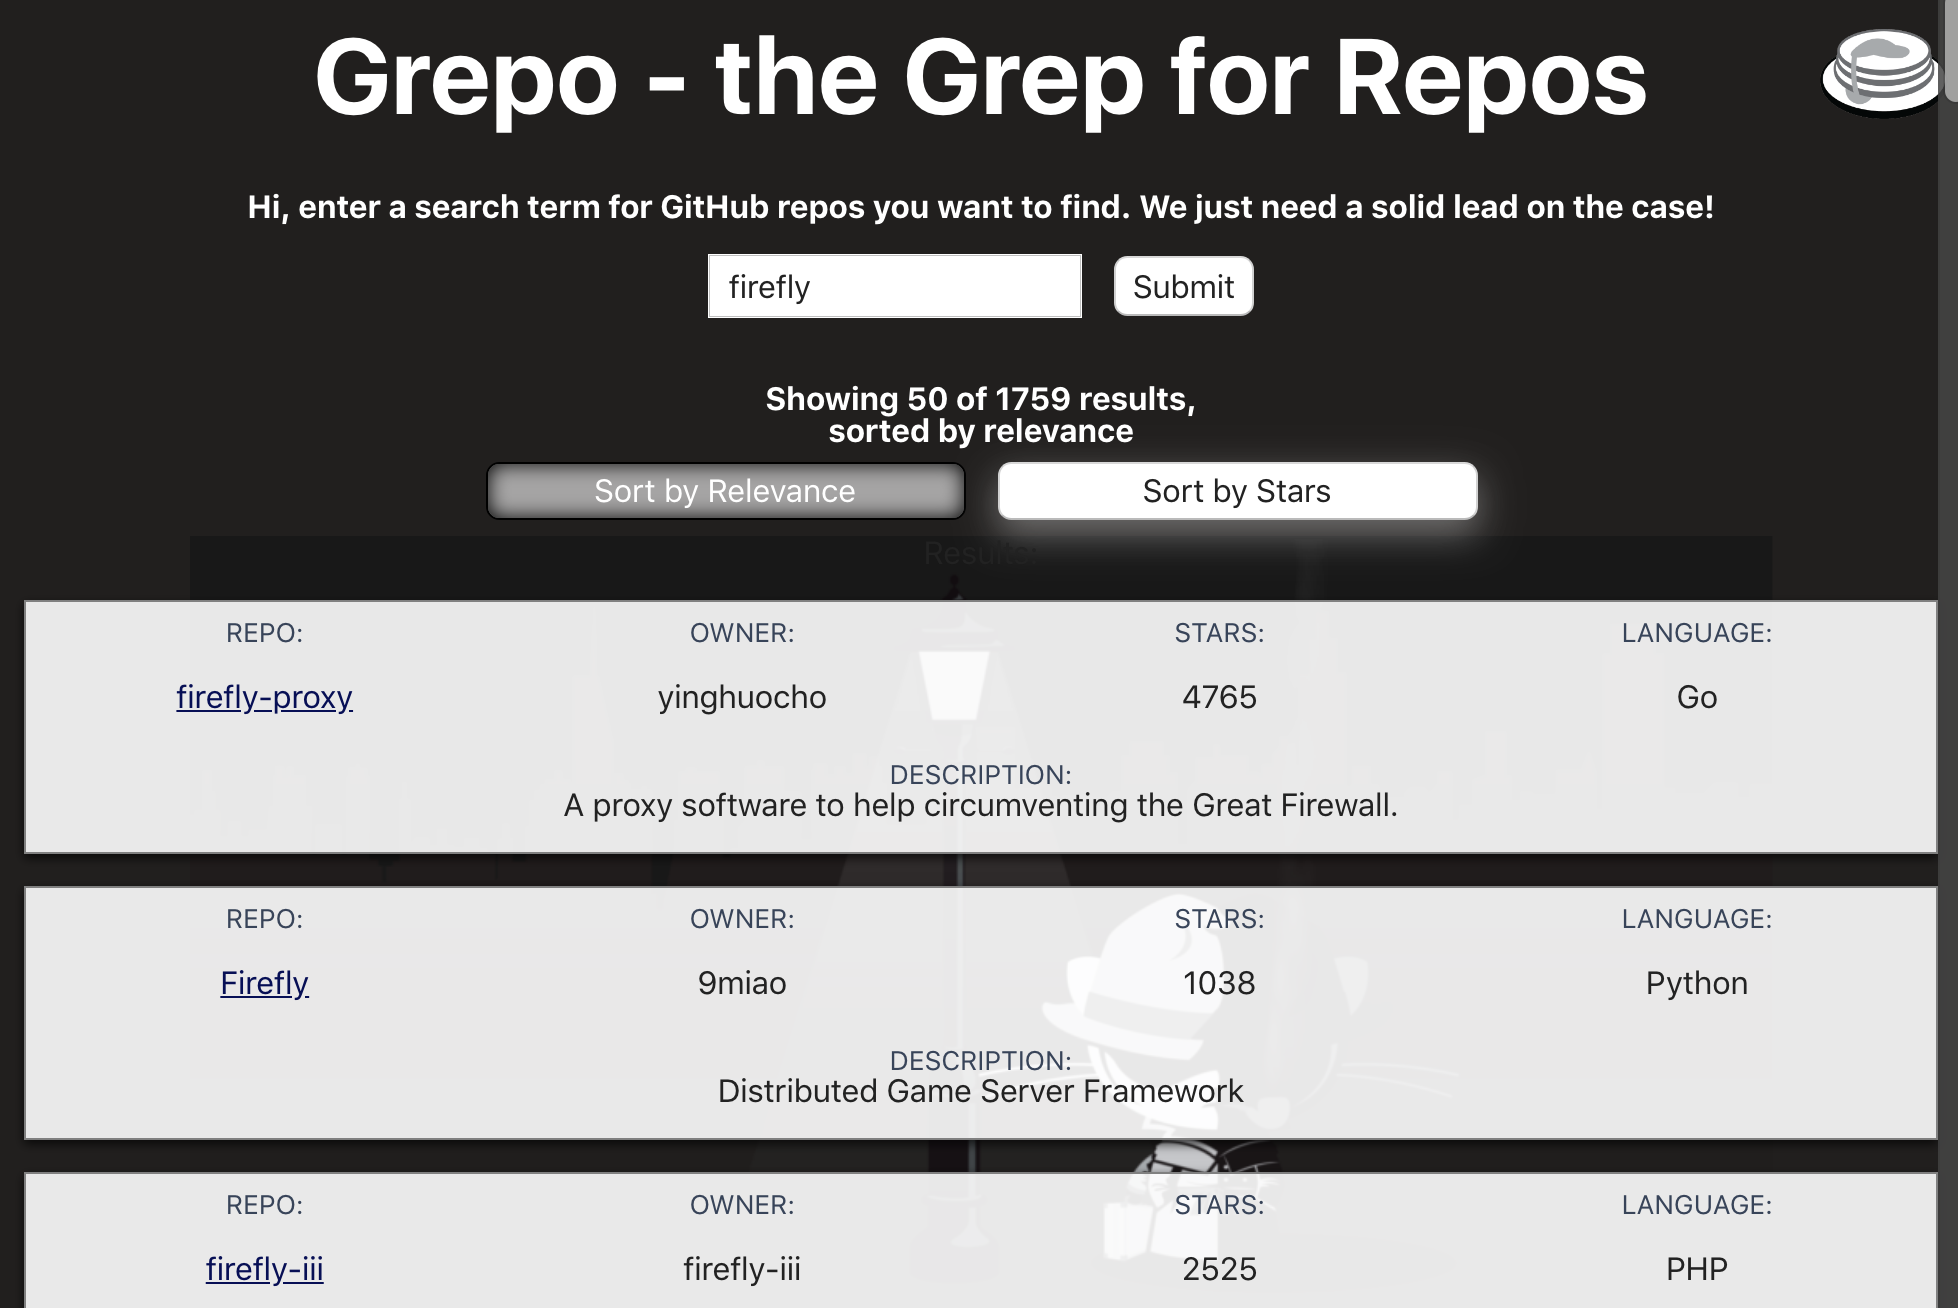 Grepo - the Grep for Repos
Hi, enter a search term for GitHub repos you want to find. We just need a solid lead on the case!
firefly Submit
Showing 50 of 1759 results,
sorted by relevance
Sort by Relevance Sort by Stars
Results:
REPO: OWNER: STARS: LANGUAGE:
firefly-proxy yinghuocho 4765 Go
DESCRIPTION:
A proxy software to help circumventing the Great Firewall.
REPO: OWNER: STARS: LANGUAGE:
Firefly 9miao 1038 Python
DESCRIPTION:
Distributed Game Server Framework
REPO: OWNER: STARS: LANGUAGE:
firefly-iii firefly-iii 2525 PHP